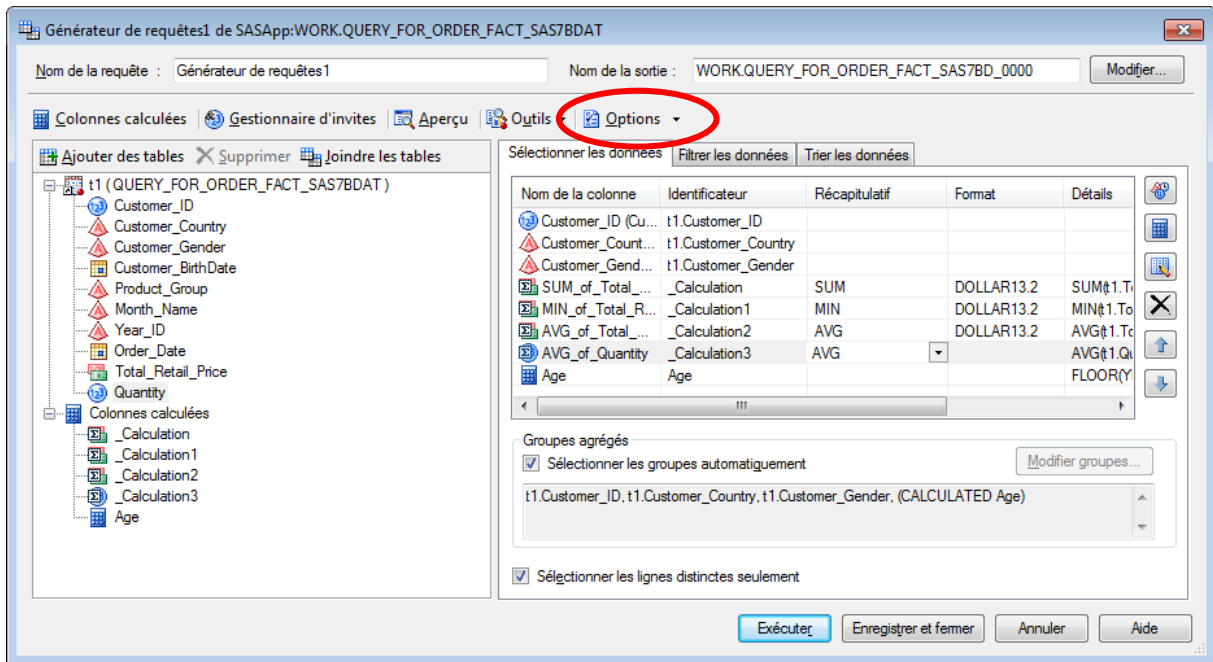 Générateur de requêtes1 de SASApp:WORK.QUERY_FOR_ORDER_FACT_SAS7BDAT
Nom de la requête : Générateur de requêtes1 Nom de la sortie : WORK.QUERY_FOR_ORDER_FACT_SAS7BD_0000 Modifier...
Colonnes calculées Gestionnaire d'invites Aperçu Outils Options
Ajouter des tables Supprimer Joindre les tables
t1 ( QUERY_FOR_ORDER_FACT_SAS7BDAT )
Customer_ID
Customer_Country
Customer_Gender
Customer_BirthDate
Product_Group
Month_Name
Year_ID
Order_Date
Total_Retail_Price
Quantity
Colonnes calculées
_Calculation
_Calculation1
_Calculation2
_Calculation3
Age
Sélectionner les données Filtrer les données Trier les données
Nom de la colonne Identificateur Récapitulatif Format Détails
Customer_ID (Cu... t1.Customer_ID
Customer_Count... t1.Customer_Country
Customer_Gend... t1.Customer_Gender
SUM_of_Total_... _Calculation SUM DOLLAR13.2 SUM(t1.To
MIN_of_Total_R... _Calculation1 MIN DOLLAR13.2 MIN(t1.To
AVG_of_Total_... _Calculation2 AVG DOLLAR13.2 AVG(t1.To
AVG_of_Quantity _Calculation3 AVG AVG(t1.Qu
Age Age FLOOR(Y
Groupes agrégés
Sélectionner les groupes automatiquement Modifier groupes...
t1.Customer_ID, t1.Customer_Country, t1.Customer_Gender, (CALCULATED Age)
Sélectionner les lignes distinctes seulement
Exécuter Enregistrer et fermer Annuler Aide